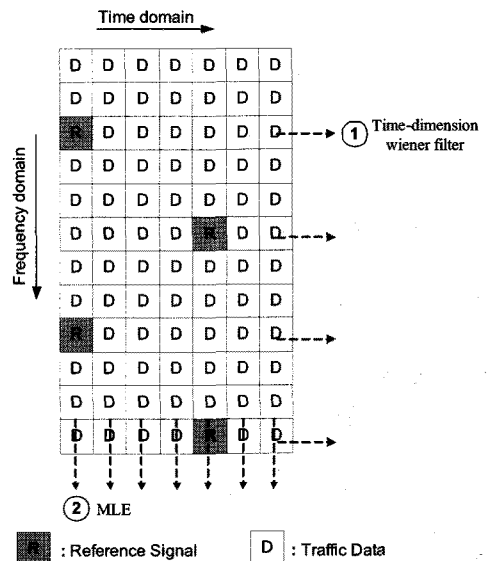 Time domain
D D D D D D D
D D D D D D D
R D D D D D D
D D D D D D D
D D D D D D D
D D D D R D D
D D D D D D D
D D D D D D D
R D D D D D D
D D D D D D D
D D D D D D D
D D D D R D D
Frequency domain
1 Time-dimension
wiener filter
2 MLE
R : Reference Signal
D : Traffic Data